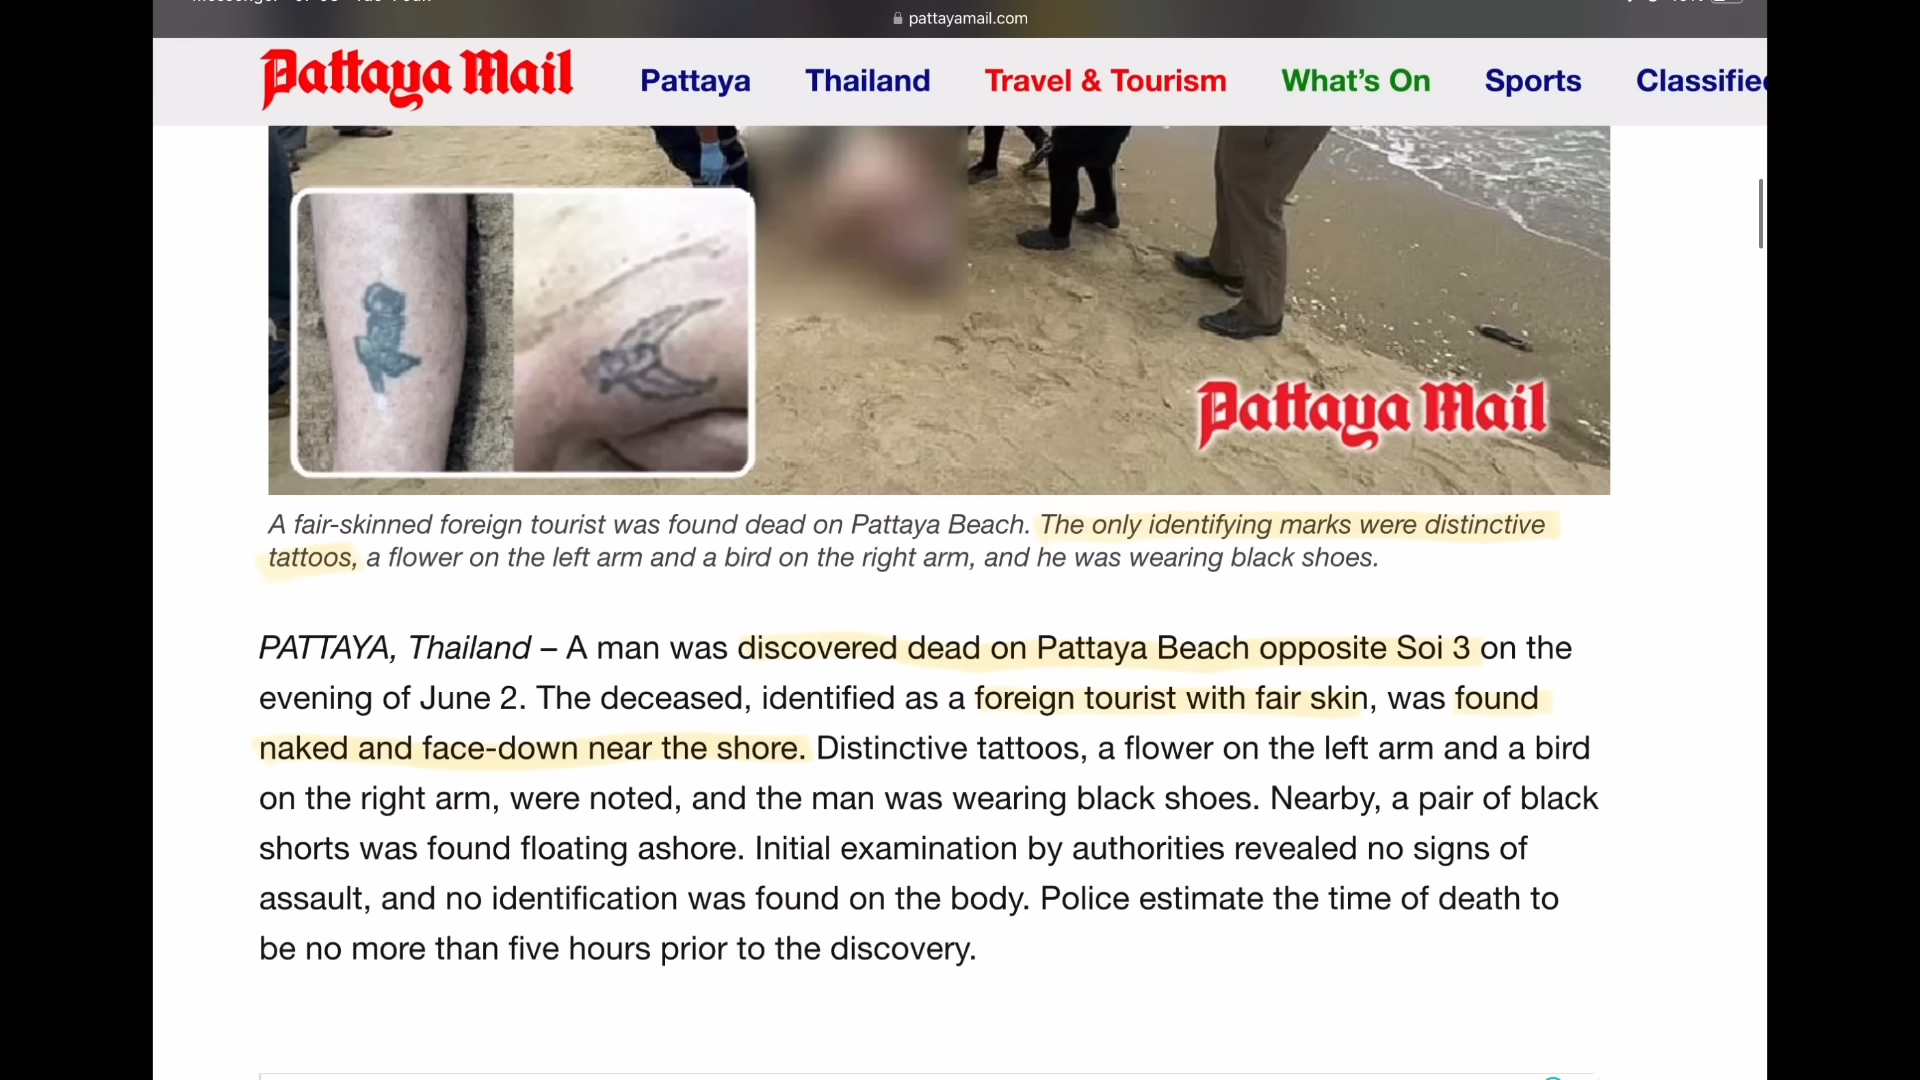 pattayamail.com
Pattaya Mail
Pattaya Thailand Travel & Tourism What's On Sports Classifie
Pattaya Mail
A fair-skinned foreign tourist was found dead on Pattaya Beach. The only identifying marks were distinctive
tattoos, a flower on the left arm and a bird on the right arm, and he was wearing black shoes.
PATTAYA, Thailand – A man was discovered dead on Pattaya Beach opposite Soi 3 on the
evening of June 2. The deceased, identified as a foreign tourist with fair skin, was found
naked and face-down near the shore. Distinctive tattoos, a flower on the left arm and a bird
on the right arm, were noted, and the man was wearing black shoes. Nearby, a pair of black
shorts was found floating ashore. Initial examination by authorities revealed no signs of
assault, and no identification was found on the body. Police estimate the time of death to
be no more than five hours prior to the discovery.